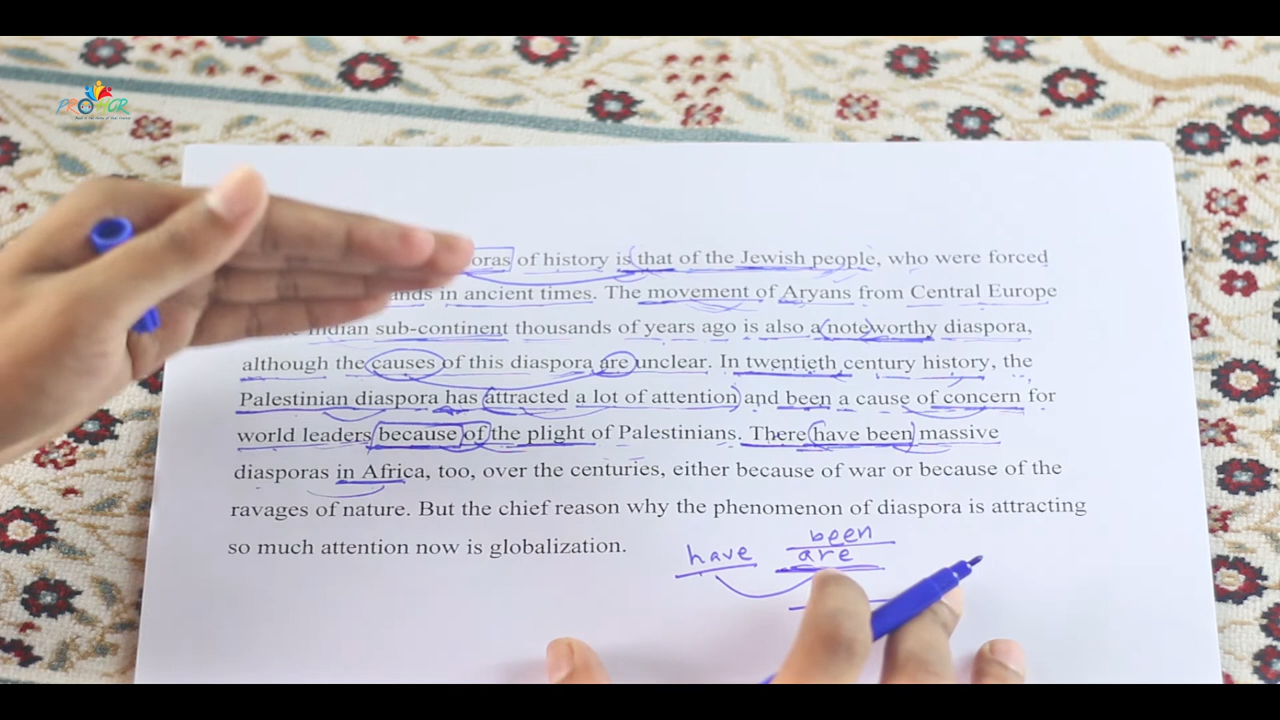 of history is that of the Jewish people, who were forced
in ancient times. The movement of Aryans from Central Europe
Indian sub-continent thousands of years ago is also a noteworthy diaspora,
although the causes of this diaspora are unclear. In twentieth century history, the
Palestinian diaspora has attracted a lot of attention and been a cause of concern for
world leaders because of the plight of Palestinians. There have been massive
diasporas in Africa, too, over the centuries, either because of war or because of the
ravages of nature. But the chief reason why the phenomenon of diaspora is attracting
so much attention now is globalization.
been
have are